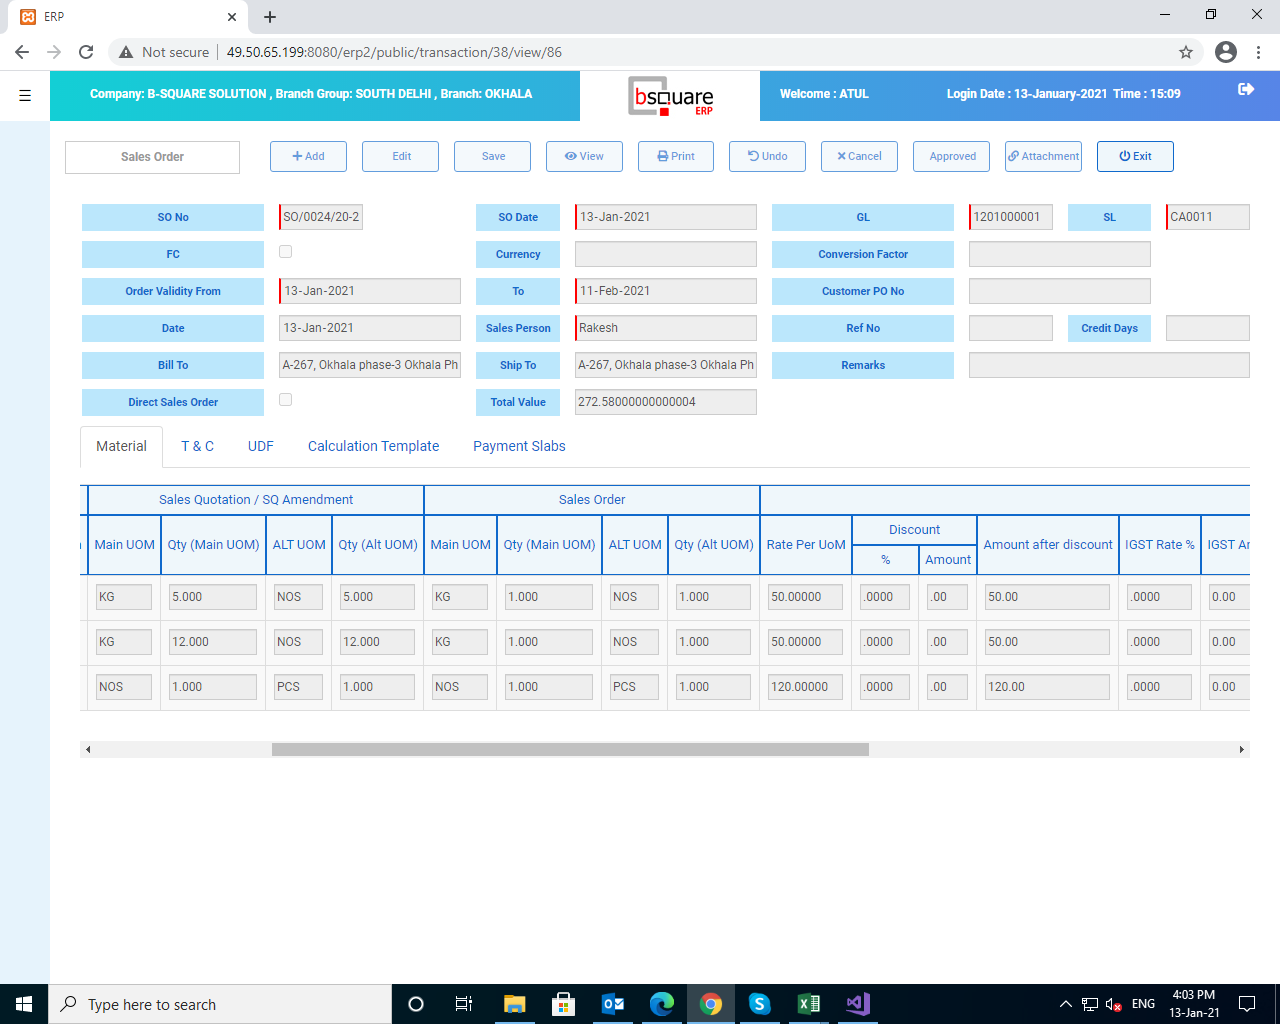 ERP
Not secure 49.50.65.199:8080/erp2/public/transaction/38/view/86
Company: B-SQUARE SOLUTION , Branch Group: SOUTH DELHI , Branch: OKHALA
bsquare
ERP
Welcome : ATUL
Login Date : 13-January-2021 Time : 15:09
Sales Order
Add Edit Save View Print Undo Cancel Approved Attachment Exit
SO No SO/0024/20-2 SO Date 13-Jan-2021 GL 1201000001 SL CA0011
FC Currency Conversion Factor
Order Validity From 13-Jan-2021 To 11-Feb-2021 Customer PO No
Date 13-Jan-2021 Sales Person Rakesh Ref No Credit Days
Bill To A-267, Okhala phase-3 Okhala Ph Ship To A-267, Okhala phase-3 Okhala Ph Remarks
Direct Sales Order Total Value 272.58000000000004
Material T & C UDF Calculation Template Payment Slabs
Sales Quotation / SQ Amendment Sales Order
Discount
Main UOM Qty (Main UOM) ALT UOM Qty (Alt UOM) Main UOM Qty (Main UOM) ALT UOM Qty (Alt UOM) Rate Per UoM Amount after discount IGST Rate % IGST
% Amount
KG 5.000 NOS 5.000 KG 1.000 NOS 1.000 50.00000 .0000 .00 50.00 .0000 0.00
KG 12.000 NOS 12.000 KG 1.000 NOS 1.000 50.00000 .0000 .00 50.00 .0000 0.00
NOS 1.000 PCS 1.000 NOS 1.000 PCS 1.000 120.00000 .0000 .00 120.00 .0000 0.00
Type here to search
ENG
4:03 PM
13-Jan-21